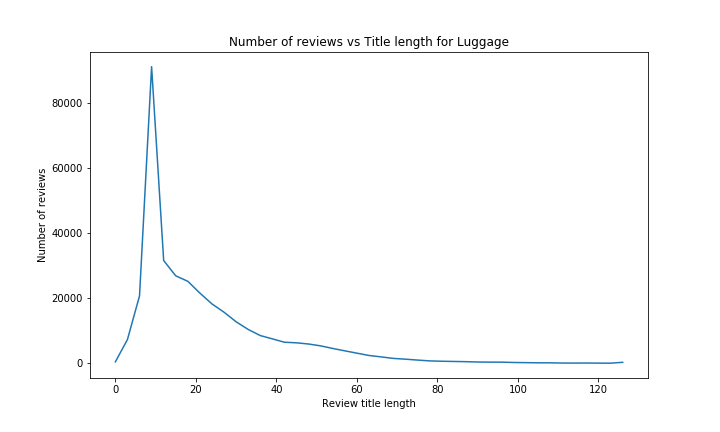 Number of reviews vs Title length for Luggage
80000
60000
40000
20000
0
Number of reviews
0 20 40 60 80 100 120
Review title length